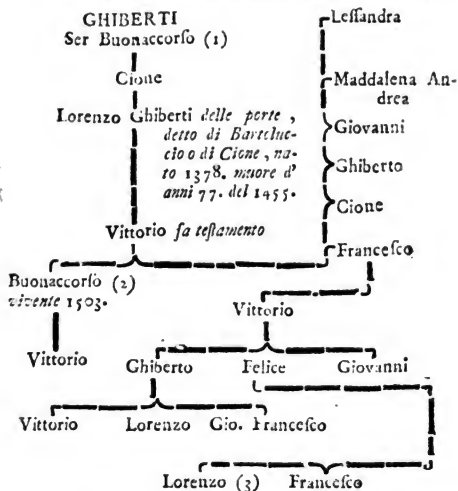 GHIBERTI
Ser Buonaccorſo (1)
Cione
Lorenzo Ghiberti delle porte,
detto di Bartoluc-
cio o di Cione, na-
to 1378. muore d'
anni 77. del 1455.
Vittorio fa teſtamento
Leſſandra
Maddalena An-
drea
Giovanni
Ghiberto
Cione
Franceſco
Buonaccorſo (2)
vivente 1503.
Vittorio
Vittorio
Ghiberto Felice Giovanni
Vittorio Lorenzo Gio. Franceſco
Lorenzo (3) Franceſco